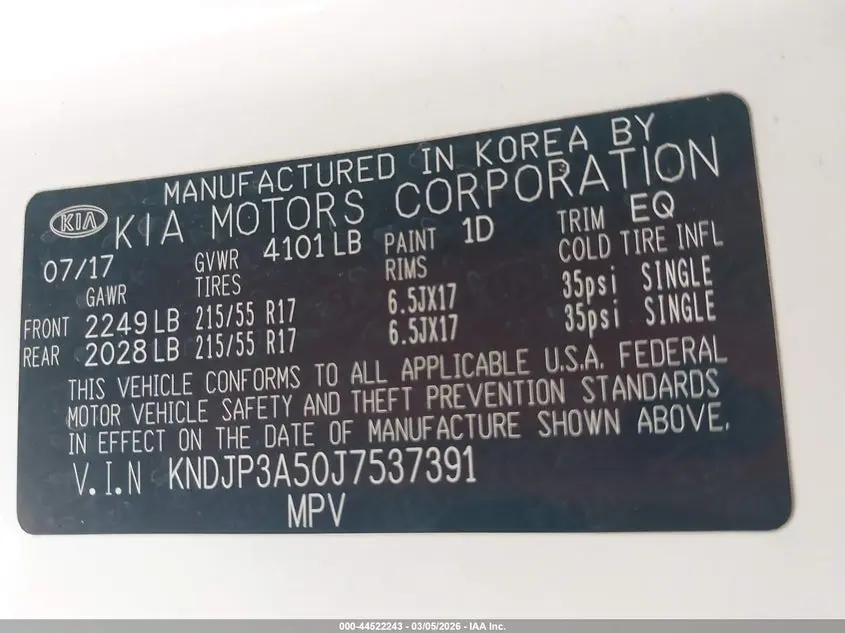 MANUFACTURED IN KOREA BY
KIA KIA MOTORS CORPORATION
07/17 GVWR 4101 LB PAINT 1D TRIM EQ
GAWR TIRES RIMS COLD TIRE INFL
FRONT 2249 LB 215/55 R17 6.5JX17 35psi SINGLE
REAR 2028 LB 215/55 R17 6.5JX17 35psi SINGLE
THIS VEHICLE CONFORMS TO ALL APPLICABLE U.S.A. FEDERAL
MOTOR VEHICLE SAFETY AND THEFT PREVENTION STANDARDS
IN EFFECT ON THE DATE OF MANUFACTURE SHOWN ABOVE.
V.I.N KNDJP3A50J7537391
MPV
000-44522243 - 03/05/2026 - IAA Inc.